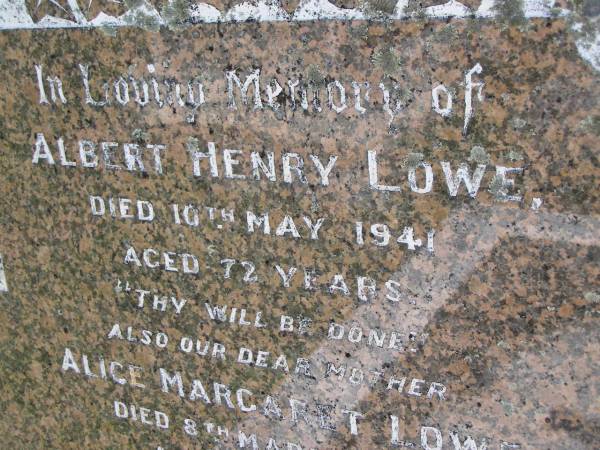 In Loving Memory of
ALBERT HENRY LOWE,
DIED 10TH MAY 1941
AGED 72 YEARS.
"THY WILL BE DONE."
ALSO OUR DEAR MOTHER
ALICE MARGARET LOWE
DIED 8TH MAR